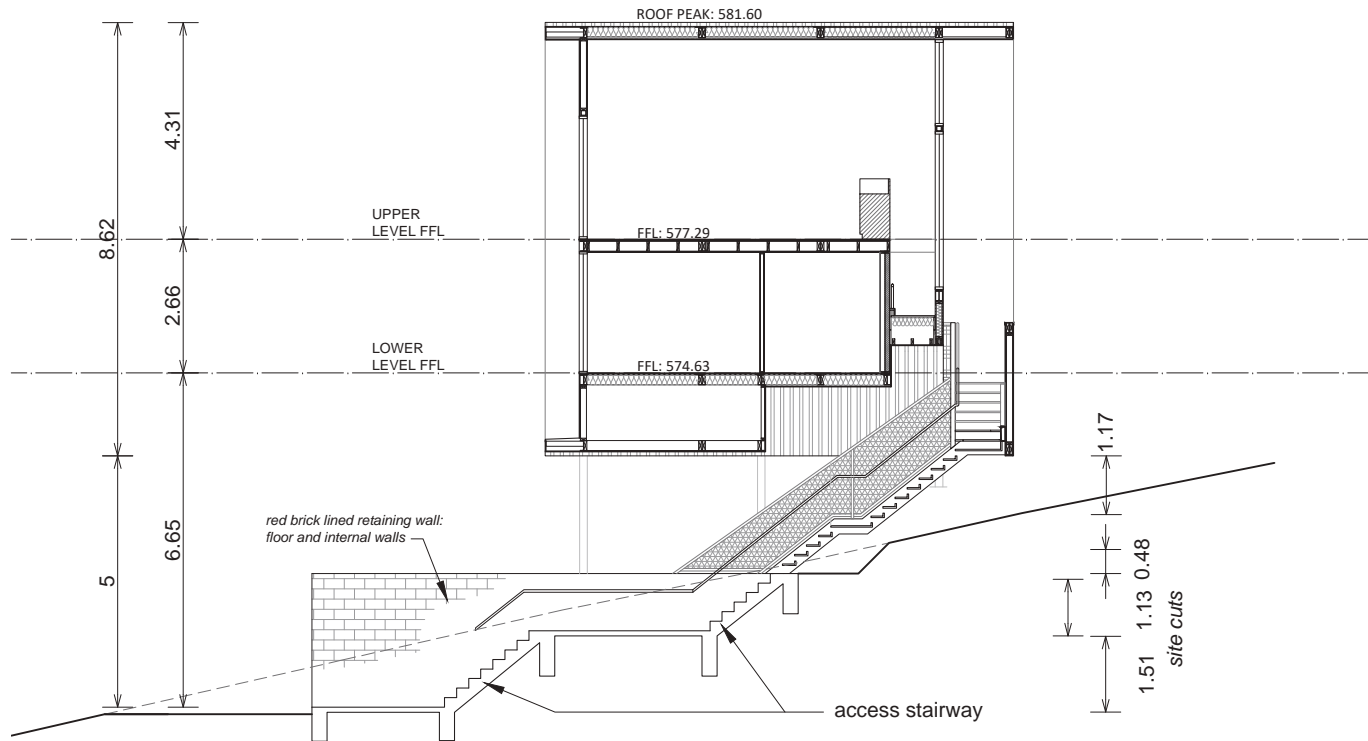 ROOF PEAK: 581.60
4.31
8.62
UPPER
LEVEL FFL
FFL: 577.29
2.66
LOWER
LEVEL FFL
FFL: 574.63
1.17
red brick lined retaining wall:
floor and internal walls
6.65
5
0.48
1.13
1.51
site cuts
access stairway